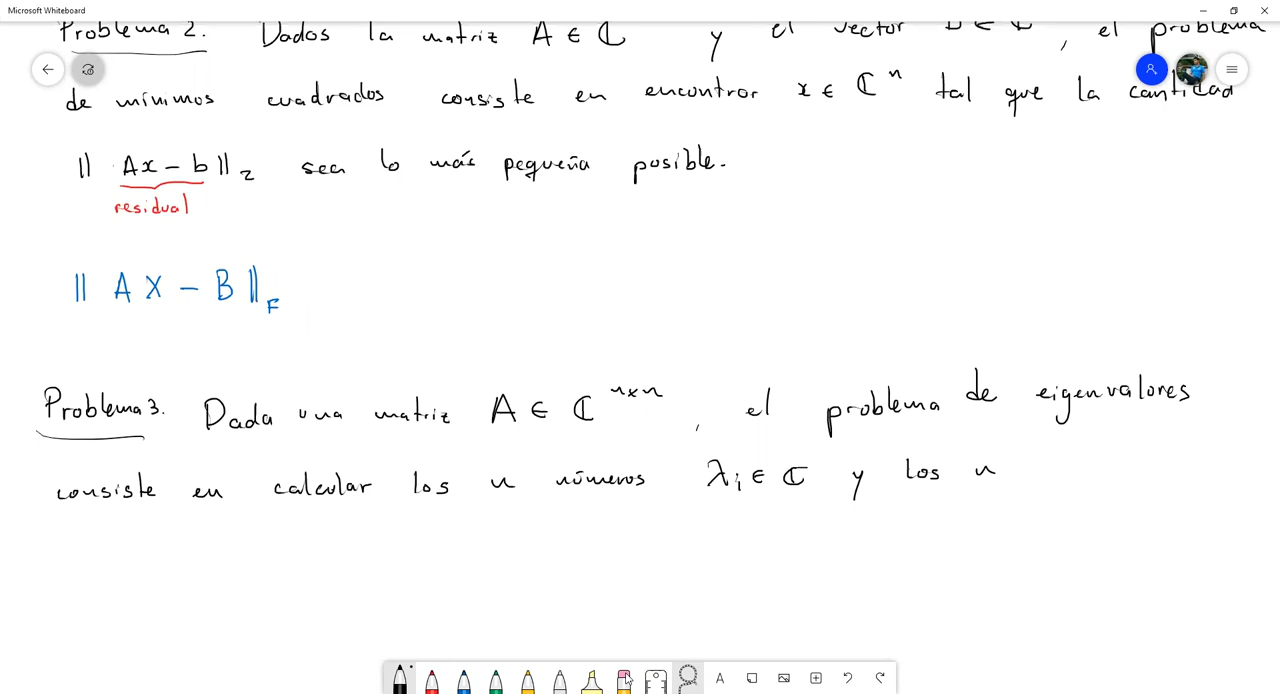 Microsoft Whiteboard
Problema 2. Dados la matriz A ∈ ℂ y el vector b ∈ ℂ, el problema
de mínimos cuadrados consiste en encontrar x ∈ ℂⁿ tal que la cantidad
‖ Ax − b ‖₂ sea lo más pequeña posible.
residual
‖ AX − B ‖_F
Problema 3. Dada una matriz A ∈ ℂⁿˣⁿ, el problema de eigenvalores
consiste en calcular los n números λᵢ ∈ ℂ y los n
A